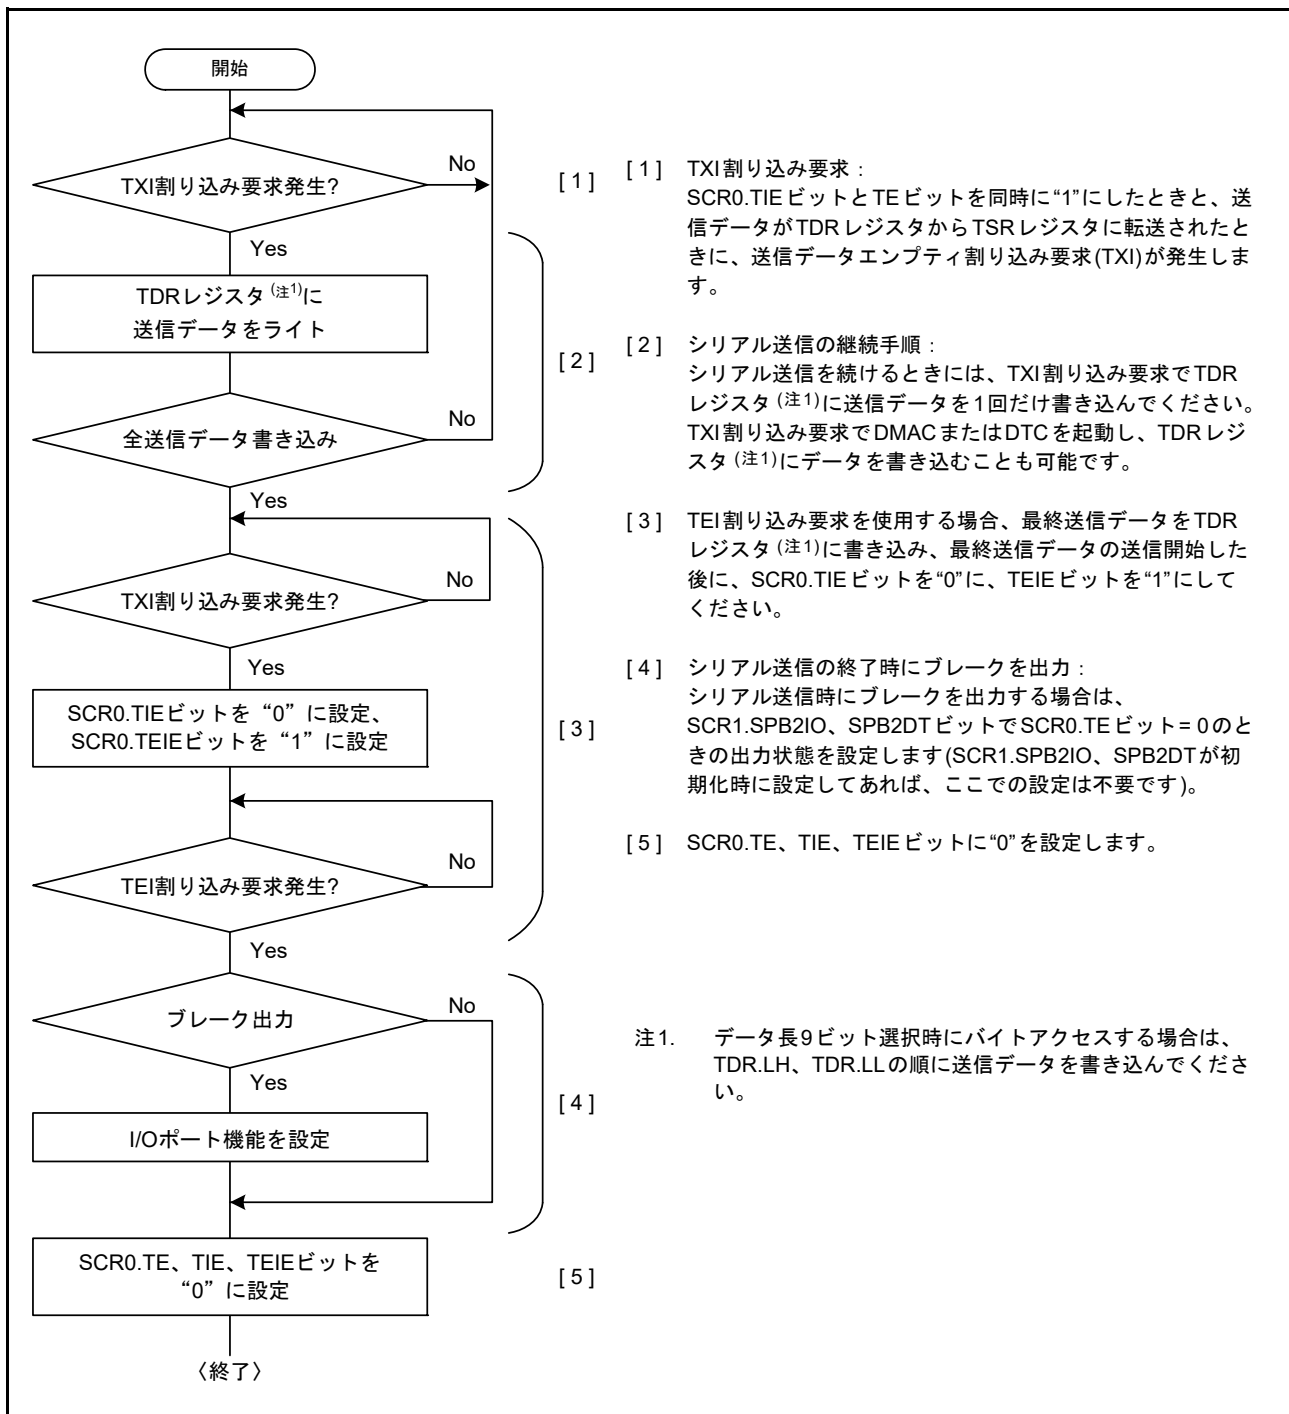 開始
TXI割り込み要求発生?
No
Yes
[ 1 ]
TDRレジスタ(注1)に
送信データをライト
全送信データ書き込み
No
Yes
[ 2 ]
TXI割り込み要求発生?
No
Yes
SCR0.TIEビットを“0”に設定、
SCR0.TEIEビットを“1”に設定
[ 3 ]
TEI割り込み要求発生?
No
Yes
ブレーク出力
No
Yes
[ 4 ]
I/Oポート機能を設定
SCR0.TE、TIE、TEIEビットを
“0”に設定
[ 5 ]
〈終了〉
[ 1 ] TXI割り込み要求：
SCR0.TIEビットとTEビットを同時に“1”にしたときと、送
信データがTDRレジスタからTSRレジスタに転送されたと
きに、送信データエンプティ割り込み要求(TXI)が発生しま
す。
[ 2 ] シリアル送信の継続手順：
シリアル送信を続けるときには、TXI割り込み要求でTDR
レジスタ(注1)に送信データを1回だけ書き込んでください。
TXI割り込み要求でDMACまたはDTCを起動し、TDRレジ
スタ(注1)にデータを書き込むことも可能です。
[ 3 ] TEI割り込み要求を使用する場合、最終送信データをTDR
レジスタ(注1)に書き込み、最終送信データの送信開始した
後に、SCR0.TIEビットを“0”に、TEIEビットを“1”にして
ください。
[ 4 ] シリアル送信の終了時にブレークを出力：
シリアル送信時にブレークを出力する場合は、
SCR1.SPB2IO、SPB2DTビットでSCR0.TEビット= 0のと
きの出力状態を設定します(SCR1.SPB2IO、SPB2DTが初
期化時に設定してあれば、ここでの設定は不要です)。
[ 5 ] SCR0.TE、TIE、TEIEビットに“0”を設定します。
注1. データ長9ビット選択時にバイトアクセスする場合は、
TDR.LH、TDR.LLの順に送信データを書き込んでくださ
い。